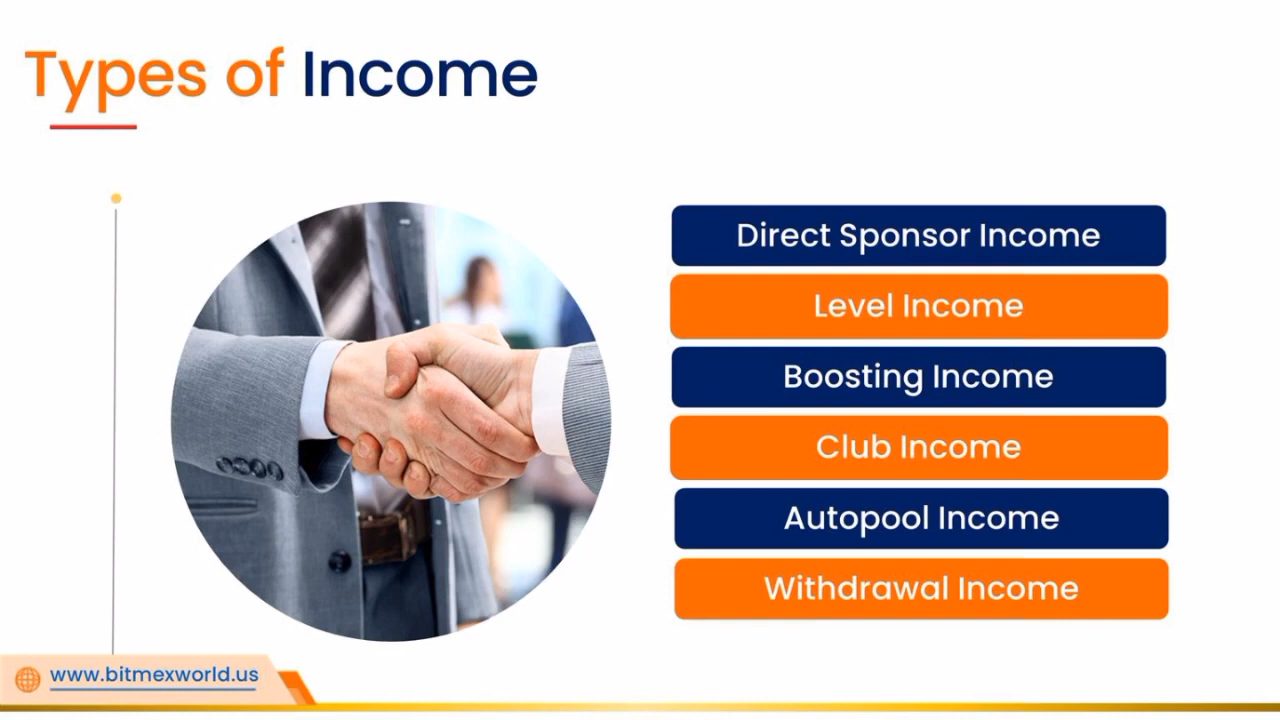 Types of Income
Direct Sponsor Income
Level Income
Boosting Income
Club Income
Autopool Income
Withdrawal Income
www.bitmexworld.us